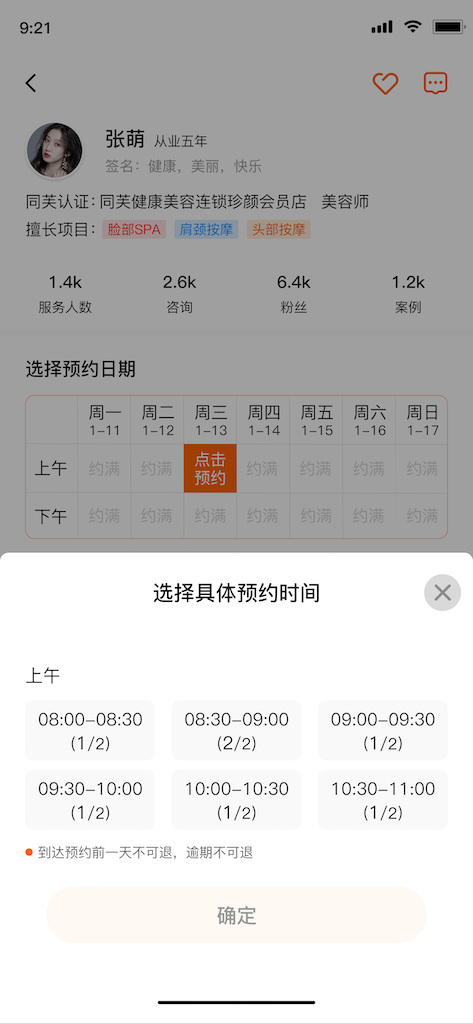 9:21
张萌 从业五年
签名：健康，美丽，快乐
同芙认证：同芙健康美容连锁珍颜会员店 美容师
擅长项目：脸部SPA 肩颈按摩 头部按摩
1.4k 2.6k 6.4k 1.2k
服务人数 咨询 粉丝 案例
选择预约日期
周一 周二 周三 周四 周五 周六 周日
1-11 1-12 1-13 1-14 1-15 1-16 1-17
上午 约满 约满 点击预约 约满 约满 约满 约满
下午 约满 约满 约满 约满 约满 约满 约满
选择具体预约时间
上午
08:00-08:30 08:30-09:00 09:00-09:30
(1/2) (2/2) (1/2)
09:30-10:00 10:00-10:30 10:30-11:00
(1/2) (1/2) (1/2)
到达预约前一天不可退，逾期不可退
确定